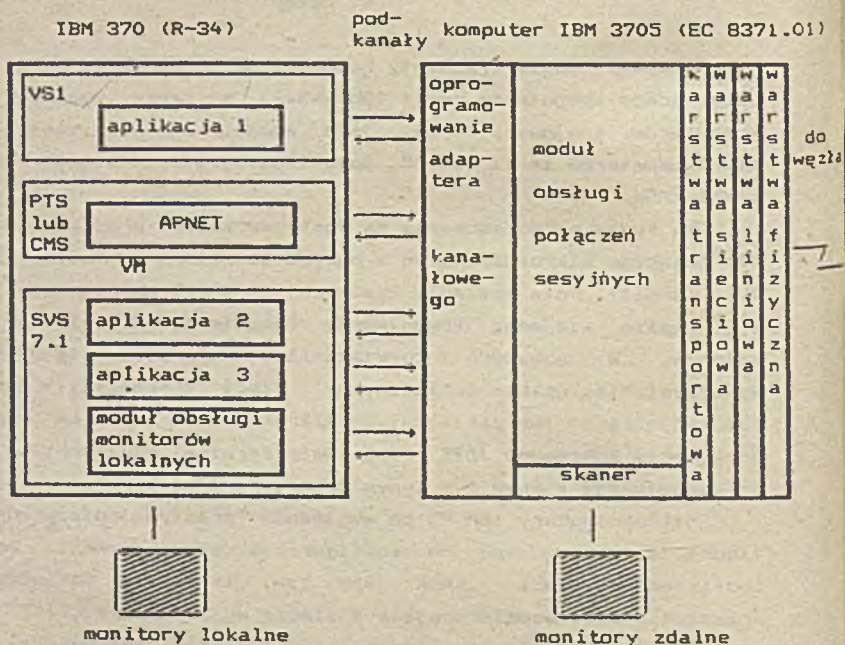 IBM 370 (R-34)
pod-
kanały
komputer IBM 3705 (EC 8371.01)
VS1
aplikacja 1
PTS
lub
CMS
APNET
VM
SVS
7.1
aplikacja 2
aplikacja 3
moduł obsługi
monitorów
lokalnych
opro-
gramo-
wanie
adap-
tera
kana-
łowe-
go
moduł
obsługi
połączeń
sesyjnych
skaner
warstwa transportowa
warstwa sieciowa
warstwa liniowa
warstwa fizyczna
do
węzła
monitory lokalne
monitory zdalne